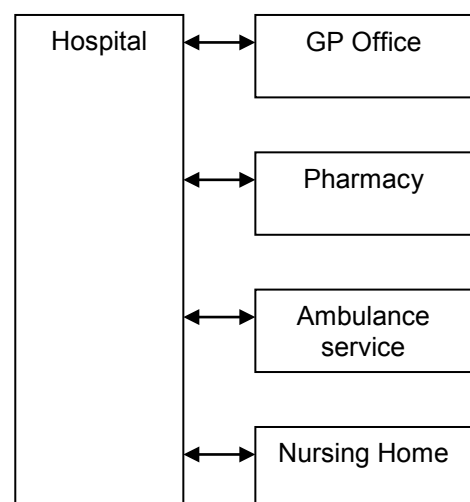 Hospital
GP Office
Pharmacy
Ambulance
service
Nursing Home